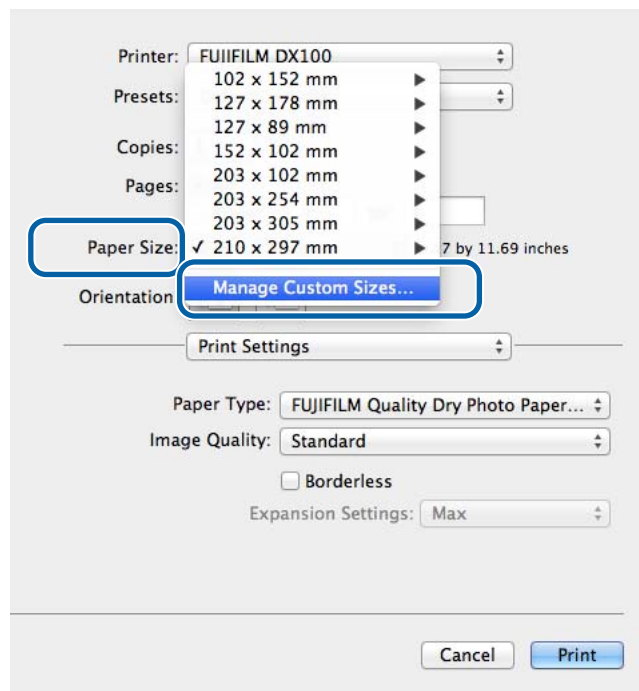 Printer: FUJIFILM DX100
102 x 152 mm
Presets:
127 x 178 mm
127 x 89 mm
Copies:
152 x 102 mm
203 x 102 mm
Pages:
203 x 254 mm
203 x 305 mm
Paper Size: ✓ 210 x 297 mm 7 by 11.69 inches
Manage Custom Sizes...
Orientation
Print Settings
Paper Type: FUJIFILM Quality Dry Photo Paper...
Image Quality: Standard
Borderless
Expansion Settings: Max
Cancel Print